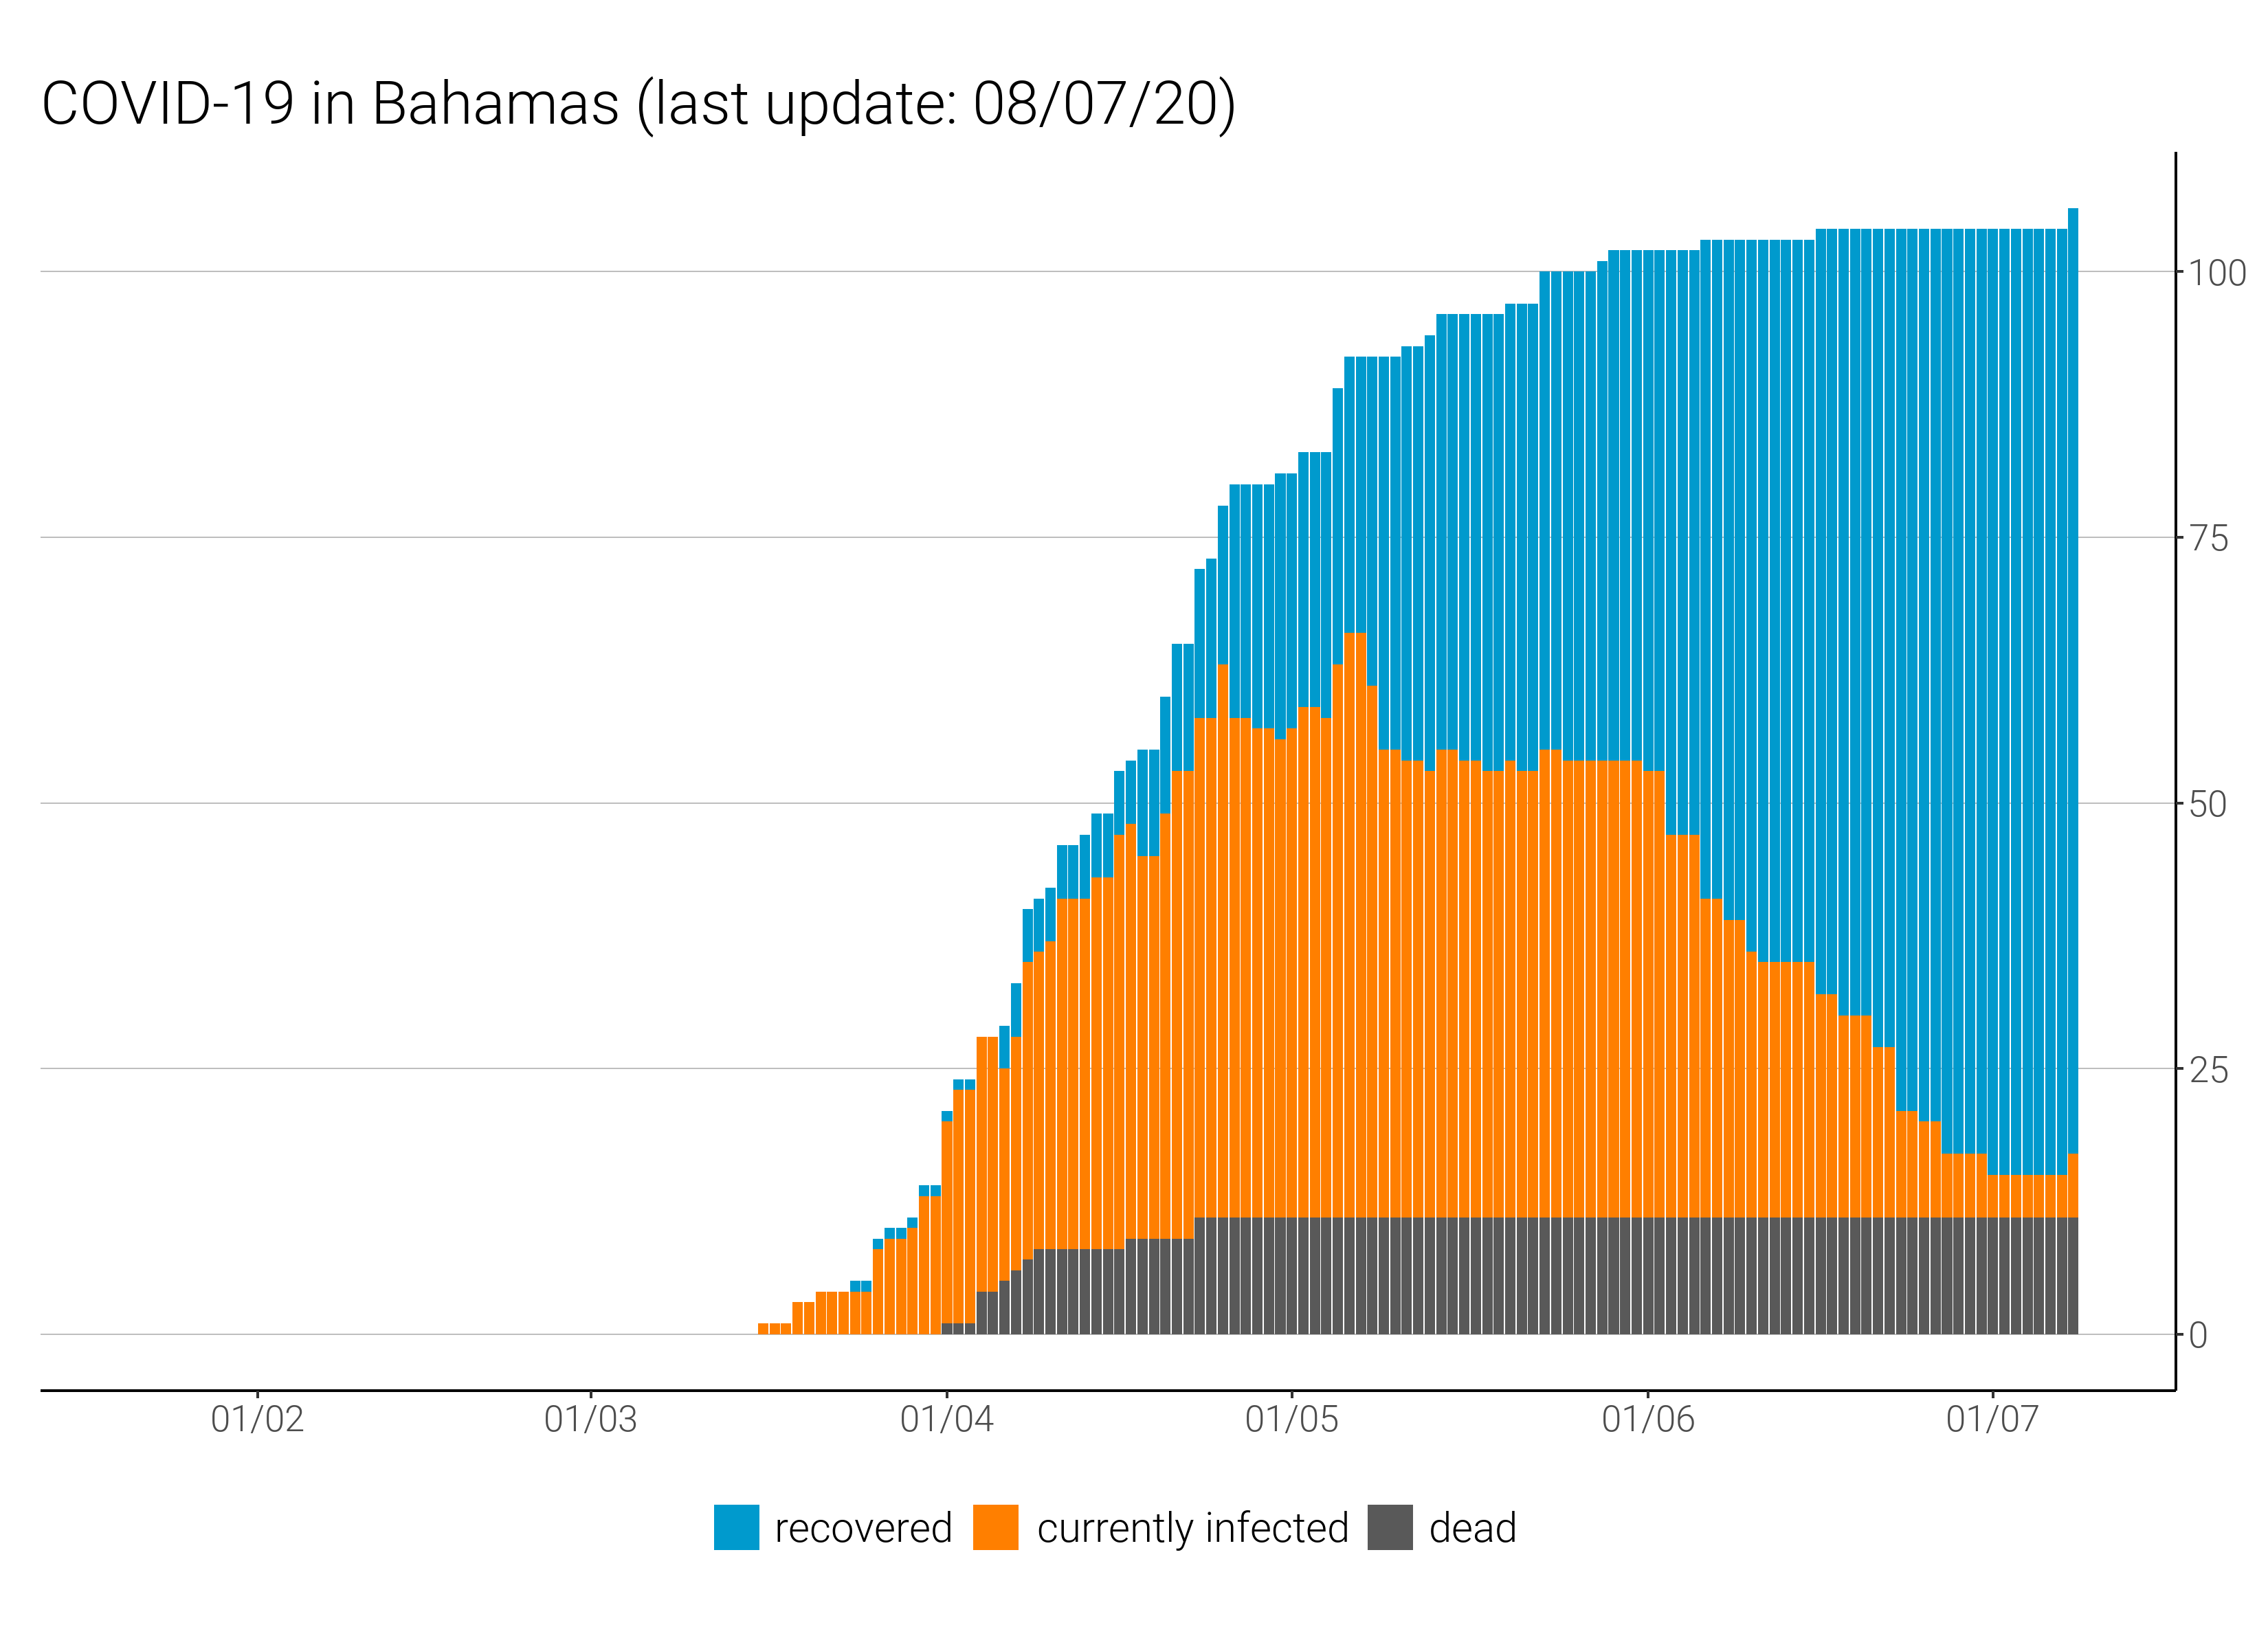 COVID-19 in Bahamas (last update: 08/07/20)
100
75
50
25
0
01/02 01/03 01/04 01/05 01/06 01/07
recovered currently infected dead